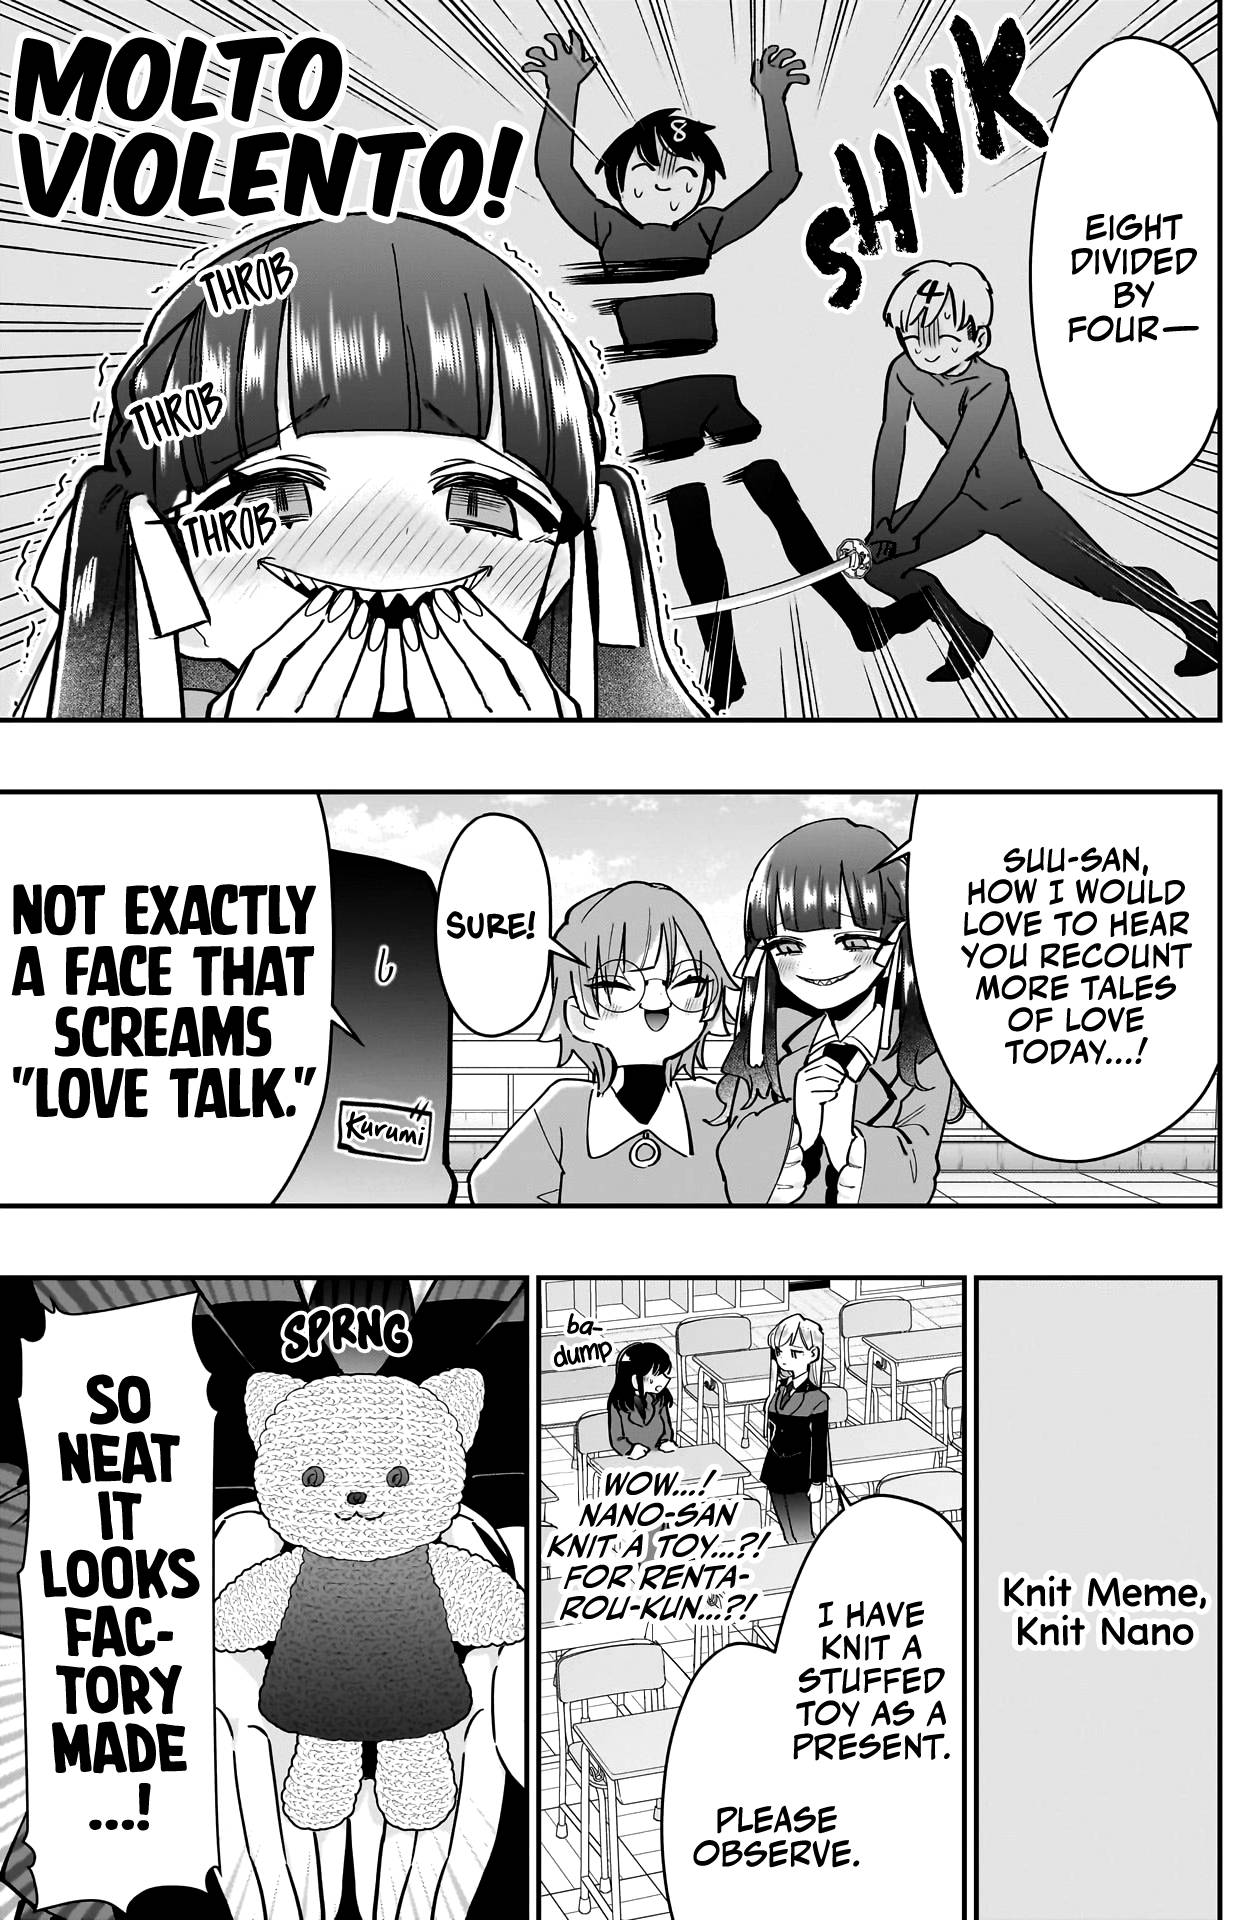 EIGHT
DIVIDED
BY
FOUR—
SHNK
8
4
MOLTO
VIOLENTO!
THROB
THROB
THROB
SUU-SAN,
HOW I WOULD
LOVE TO HEAR
YOU RECOUNT
MORE TALES
OF LOVE
TODAY...!
SURE!
NOT EXACTLY
A FACE THAT
SCREAMS
"LOVE TALK."
Kurumi
Knit Meme,
Knit Nano
ba-
dump
WOW...!
NANO-SAN
KNIT A TOY...?!
FOR RENTA-
ROU-KUN...?!
I HAVE
KNIT A
STUFFED
TOY AS A
PRESENT.
PLEASE
OBSERVE.
SPRNG
SO
NEAT
IT
LOOKS
FAC-
TORY
MADE
...!